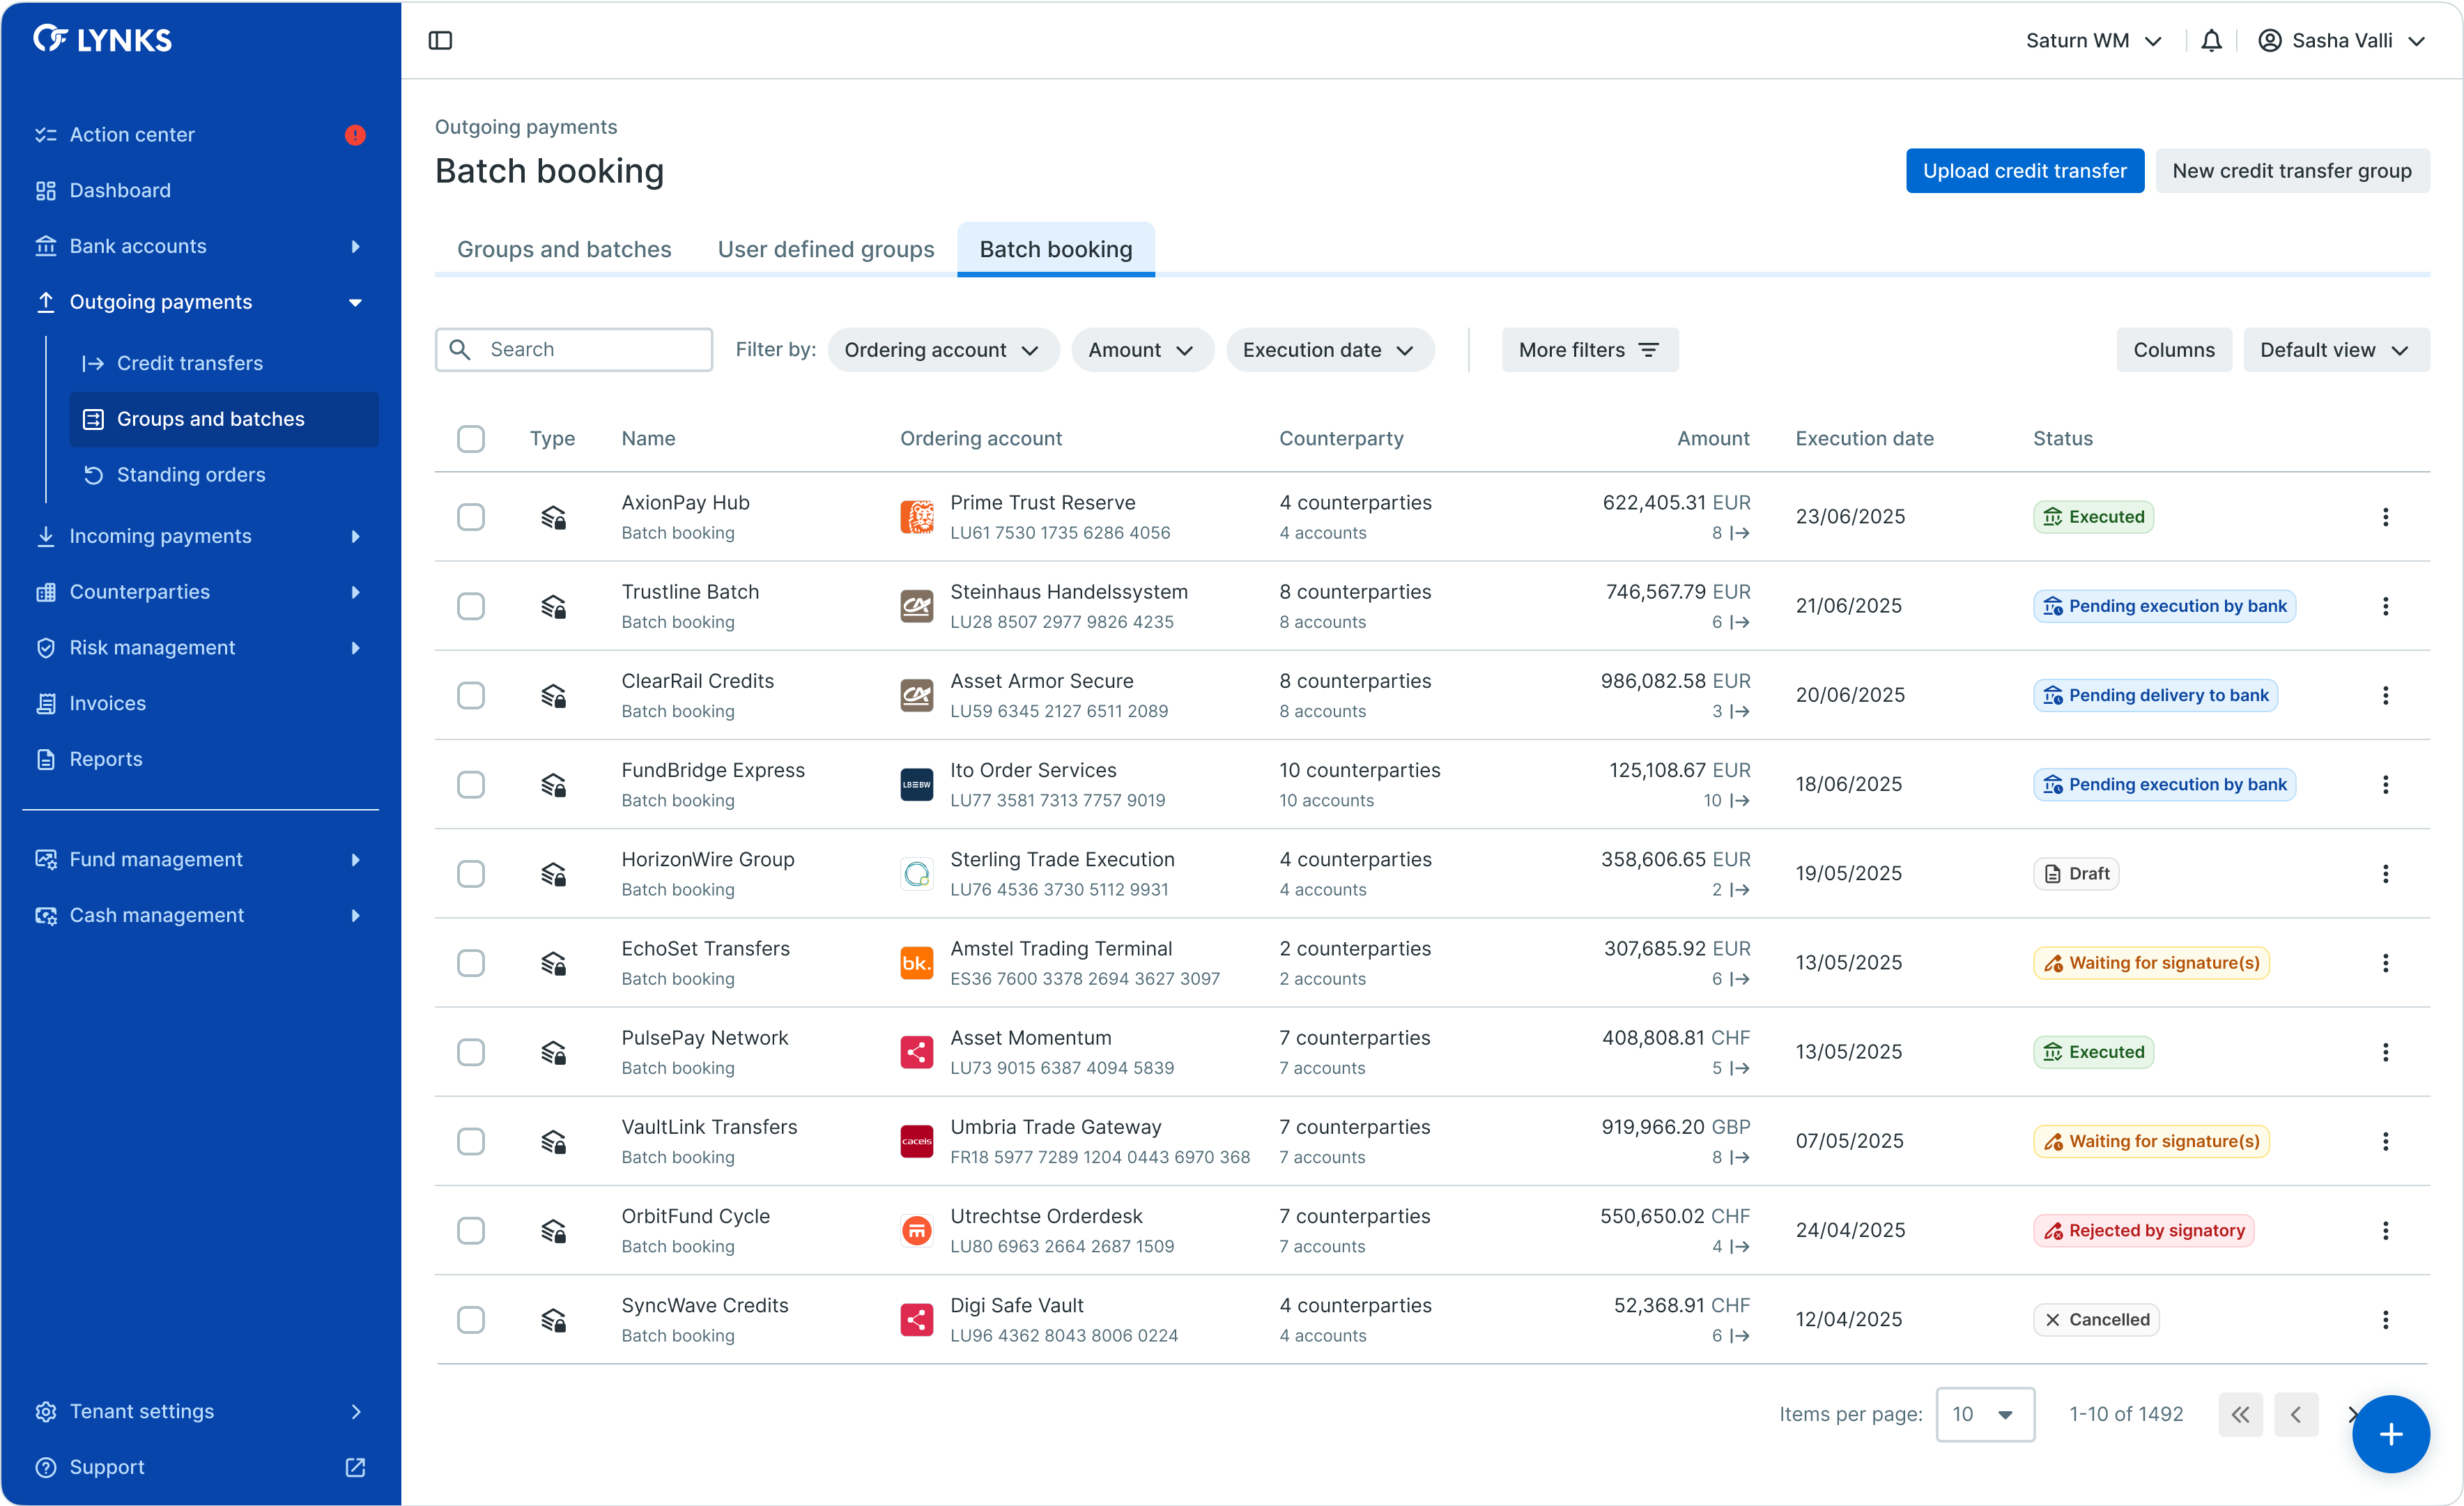 LYNKS
Saturn WM
Sasha Valli
Action center
Dashboard
Bank accounts
Outgoing payments
Credit transfers
Groups and batches
Standing orders
Incoming payments
Counterparties
Risk management
Invoices
Reports
Fund management
Cash management
Tenant settings
Support
Outgoing payments
Batch booking
Upload credit transfer
New credit transfer group
Groups and batches
User defined groups
Batch booking
Search
Filter by:
Ordering account
Amount
Execution date
More filters
Columns
Default view
Type Name Ordering account Counterparty Amount Execution date Status
AxionPay Hub Prime Trust Reserve 4 counterparties 622,405.31 EUR 23/06/2025 Executed
Batch booking LU61 7530 1735 6286 4056 4 accounts 8
Trustline Batch Steinhaus Handelssystem 8 counterparties 746,567.79 EUR 21/06/2025 Pending execution by bank
Batch booking LU28 8507 2977 9826 4235 8 accounts 6
ClearRail Credits Asset Armor Secure 8 counterparties 986,082.58 EUR 20/06/2025 Pending delivery to bank
Batch booking LU59 6345 2127 6511 2089 8 accounts 3
FundBridge Express LB≡BW Ito Order Services 10 counterparties 125,108.67 EUR 18/06/2025 Pending execution by bank
Batch booking LU77 3581 7313 7757 9019 10 accounts 10
HorizonWire Group Sterling Trade Execution 4 counterparties 358,606.65 EUR 19/05/2025 Draft
Batch booking LU76 4536 3730 5112 9931 4 accounts 2
EchoSet Transfers bk. Amstel Trading Terminal 2 counterparties 307,685.92 EUR 13/05/2025 Waiting for signature(s)
Batch booking ES36 7600 3378 2694 3627 3097 2 accounts 6
PulsePay Network Asset Momentum 7 counterparties 408,808.81 CHF 13/05/2025 Executed
Batch booking LU73 9015 6387 4094 5839 7 accounts 5
VaultLink Transfers caceis Umbria Trade Gateway 7 counterparties 919,966.20 GBP 07/05/2025 Waiting for signature(s)
Batch booking FR18 5977 7289 1204 0443 6970 368 7 accounts 8
OrbitFund Cycle Utrechtse Orderdesk 7 counterparties 550,650.02 CHF 24/04/2025 Rejected by signatory
Batch booking LU80 6963 2664 2687 1509 7 accounts 4
SyncWave Credits Digi Safe Vault 4 counterparties 52,368.91 CHF 12/04/2025 Cancelled
Batch booking LU96 4362 8043 8006 0224 4 accounts 6
Items per page: 10 1-10 of 1492